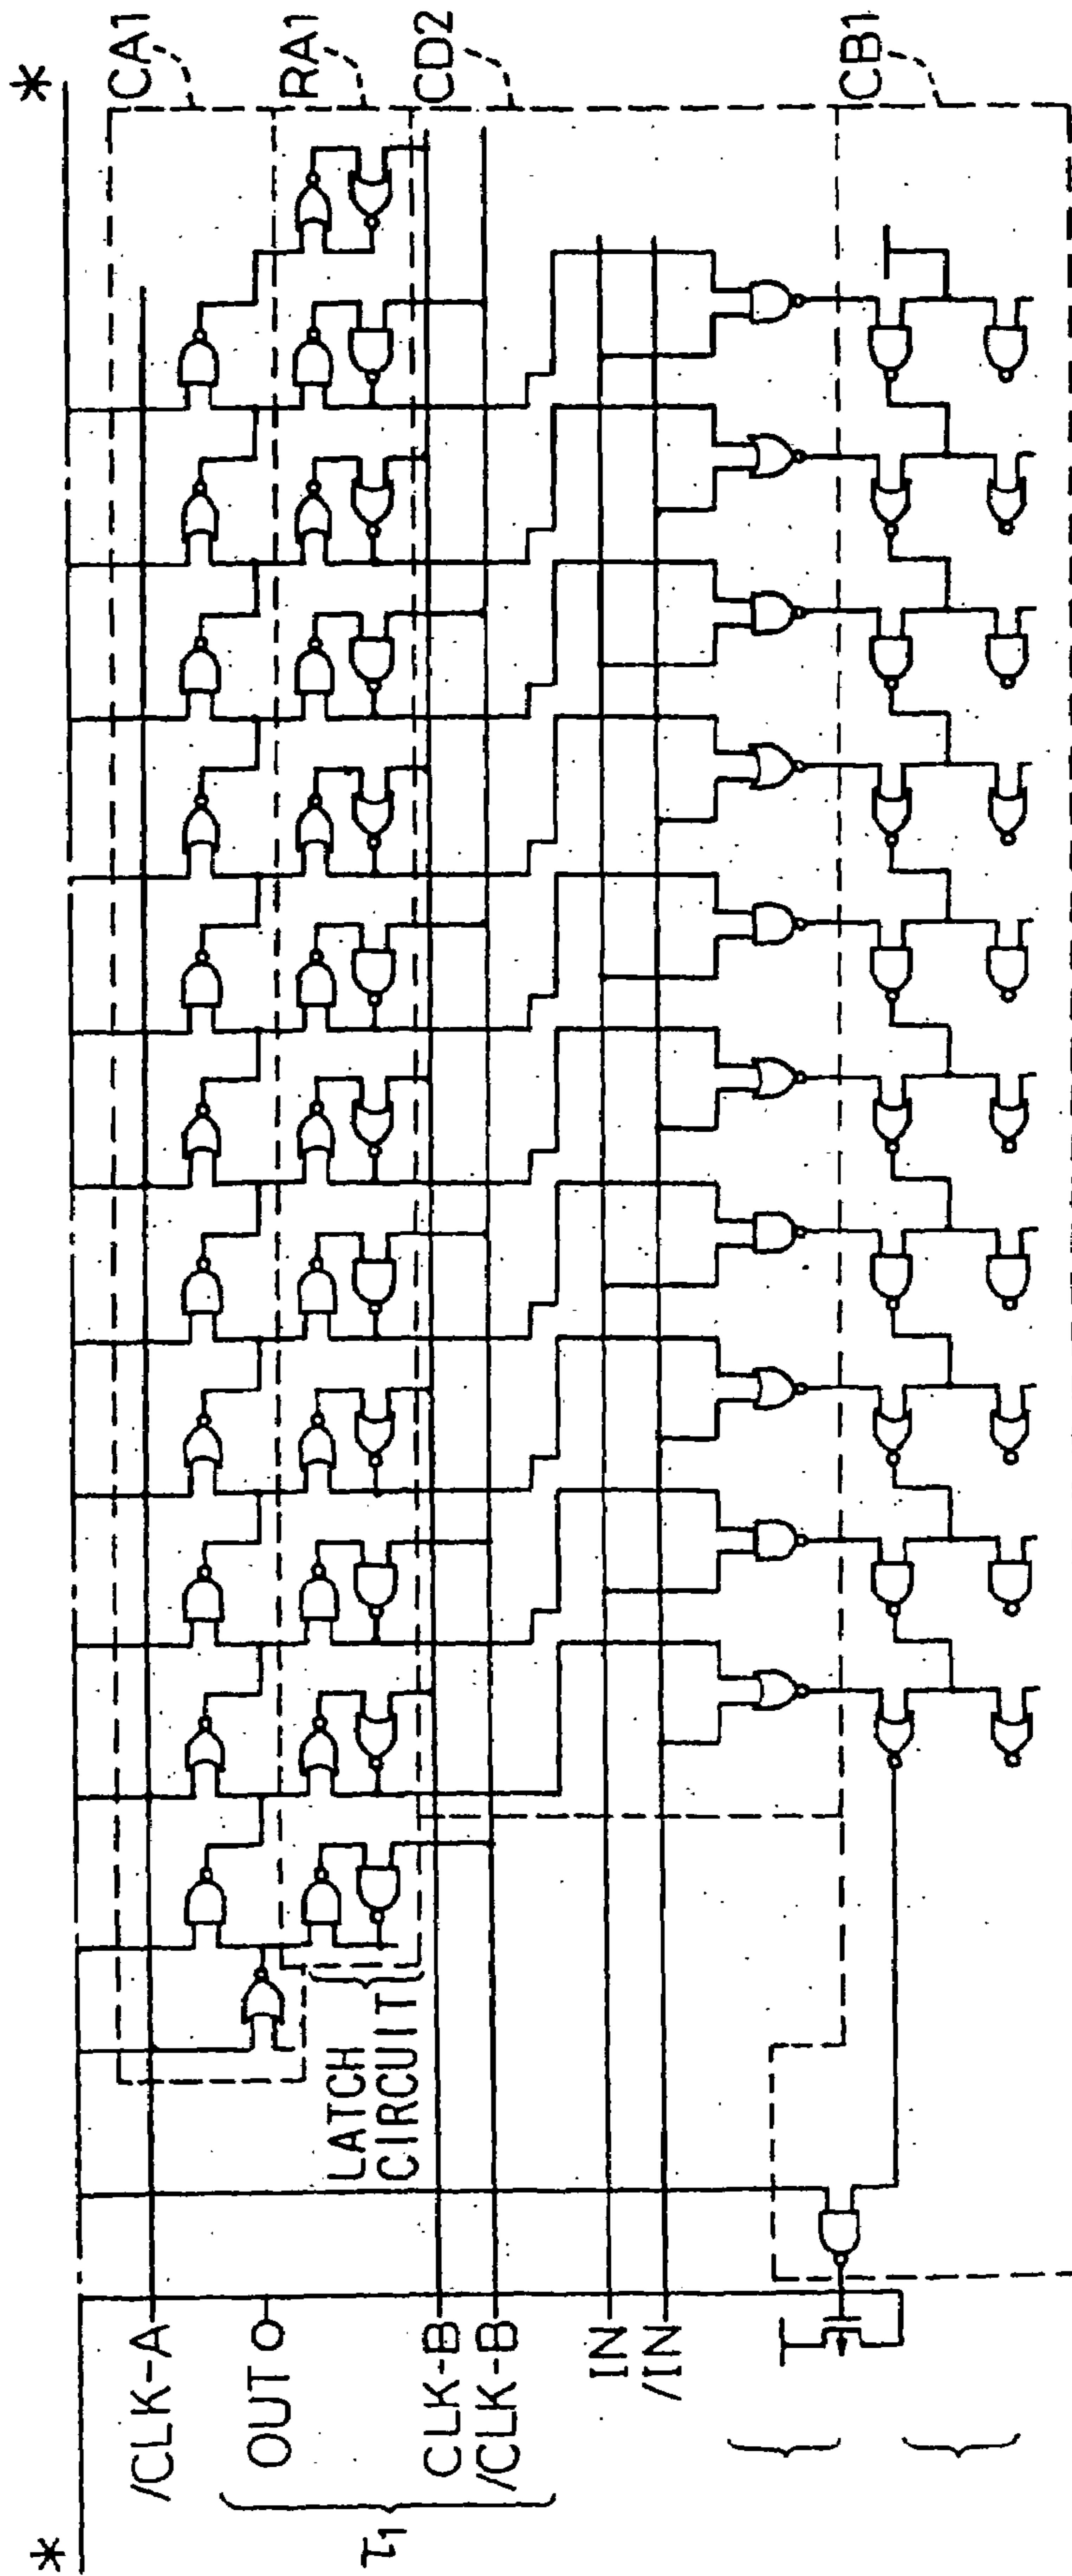 *
CA1
RA1
CD2
CB1
LATCH
CIRCUIT
/CLK-A
OUT
CLK-B
/CLK-B
IN
/IN
τ1
*